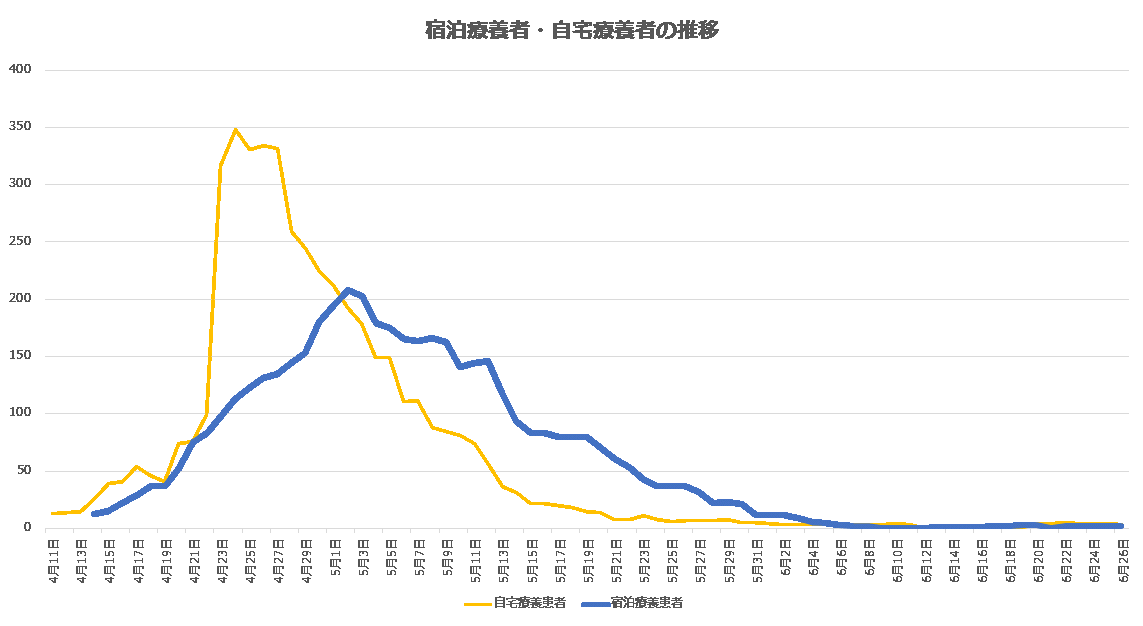 宿泊療養者・自宅療養者の推移
400
350
300
250
200
150
100
50
0
4月11日
4月13日
4月15日
4月17日
4月19日
4月21日
4月23日
4月25日
4月27日
4月29日
5月1日
5月3日
5月5日
5月7日
5月9日
5月11日
5月13日
5月15日
5月17日
5月19日
5月21日
5月23日
5月25日
5月27日
5月29日
5月31日
6月2日
6月4日
6月6日
6月8日
6月10日
6月12日
6月14日
6月16日
6月18日
6月20日
6月22日
6月24日
6月26日
自宅療養患者
宿泊療養患者